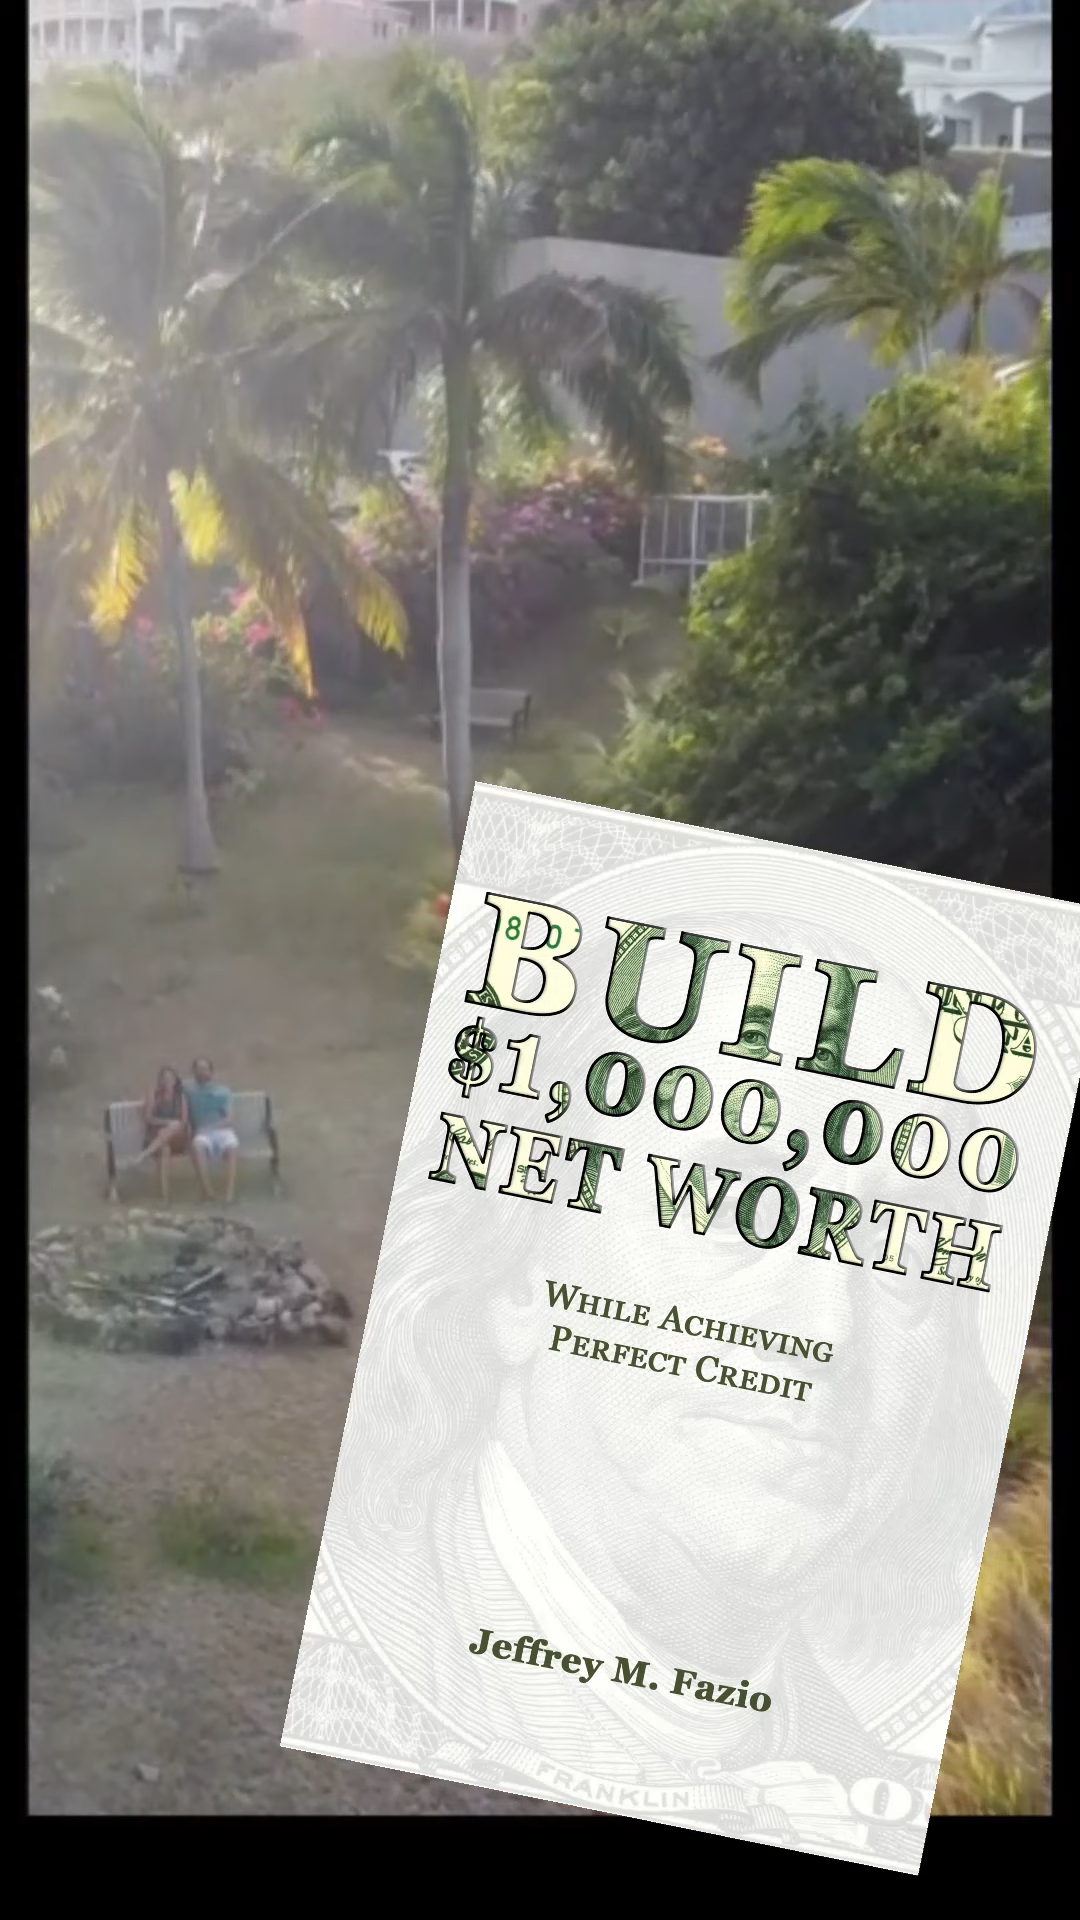 BUILD
$1,000,000
NET WORTH
WHILE ACHIEVING
PERFECT CREDIT
Jeffrey M. Fazio
FRANKLIN